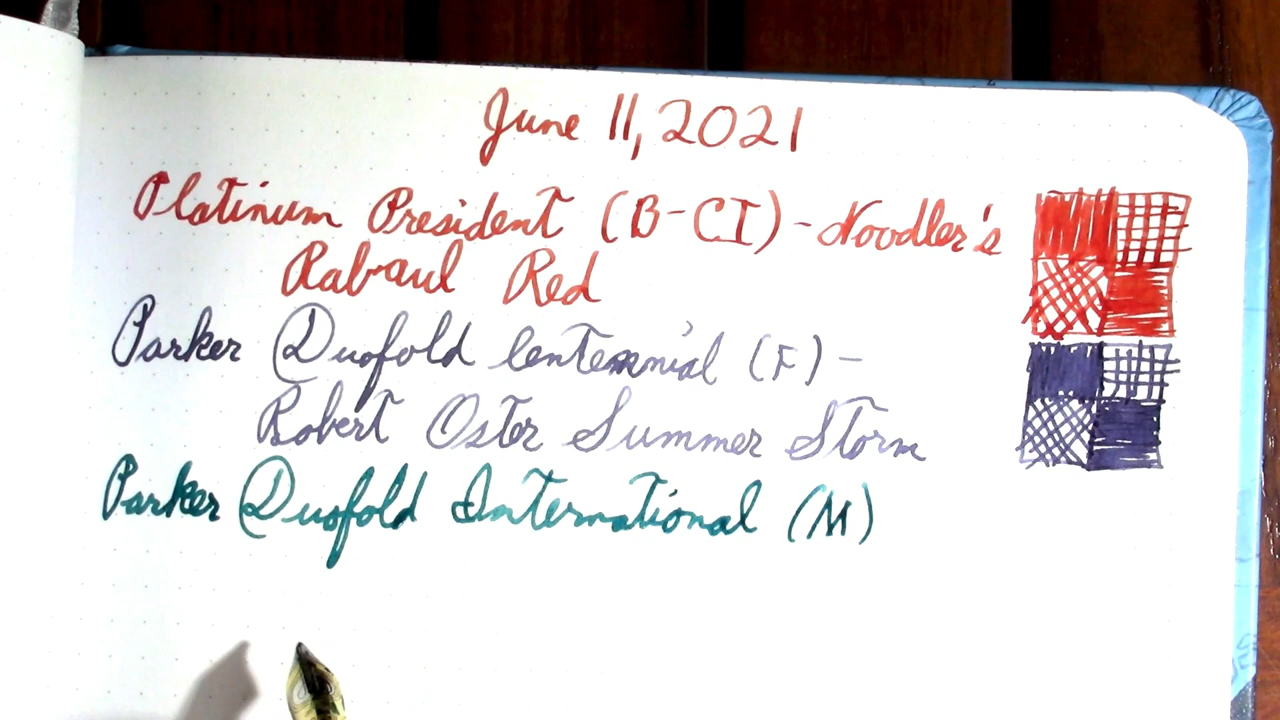 June 11, 2021
Platinum President (B-CI) - Noodler's
Rabaul Red
Parker Duofold Centennial (F) -
Robert Oster Summer Storm
Parker Duofold International (M)